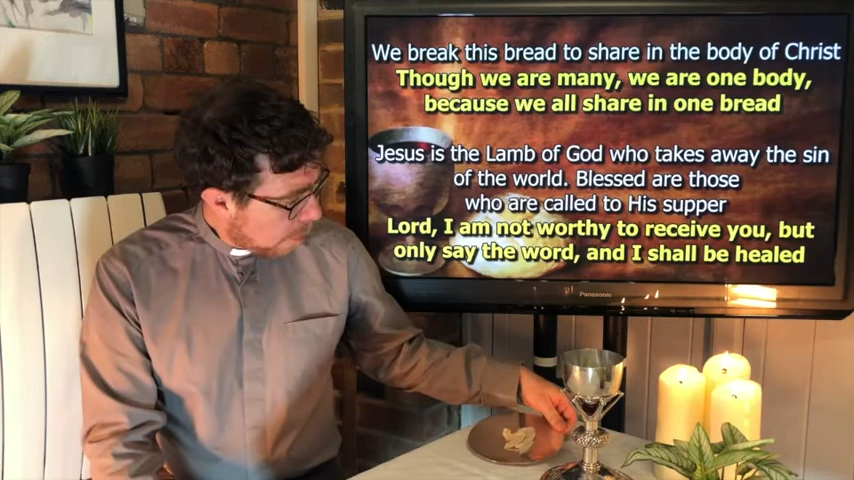 We break this bread to share in the body of Christ
Though we are many, we are one body,
because we all share in one bread
Jesus is the Lamb of God who takes away the sin
of the world. Blessed are those
who are called to His supper
Lord, I am not worthy to receive you, but
only say the word, and I shall be healed
Panasonic